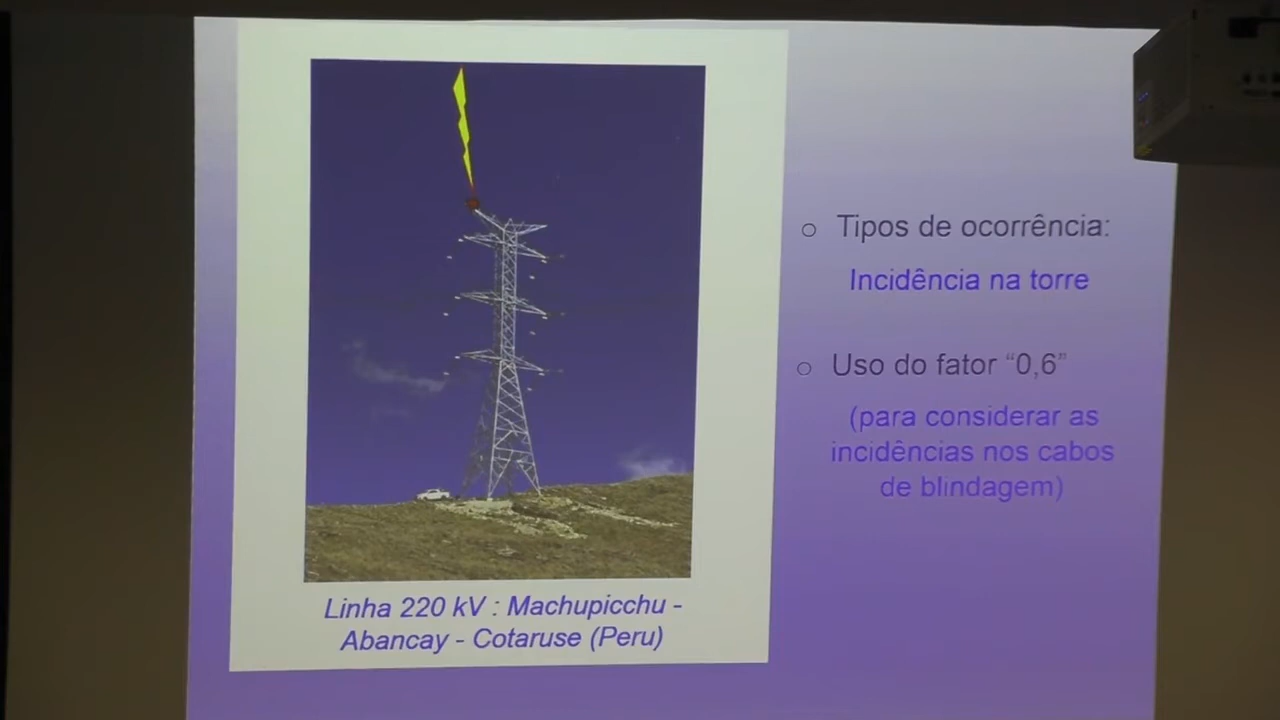 Tipos de ocorrência:
Incidência na torre
Uso do fator “0,6”
(para considerar as
incidências nos cabos
de blindagem)
Linha 220 kV : Machupicchu -
Abancay - Cotaruse (Peru)